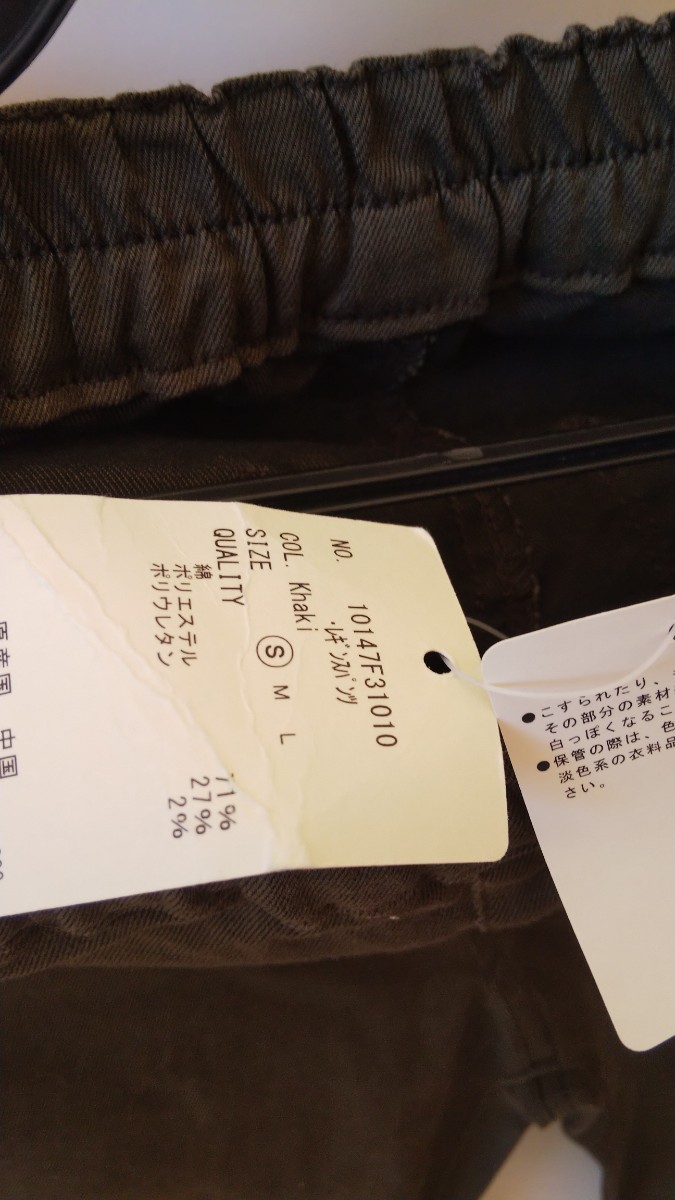 NO. 10147F31010
ﾚｷﾞﾝｽﾊﾟﾝﾂ
COL. Khaki
SIZE S M L
QUALITY
綿 71%
ポリエステル 27%
ポリウレタン 2%
原産国 中国
●こすられたり、
その部分の素材
白っぽくなるこ
●保管の際は、色
淡色系の衣料品
さい。